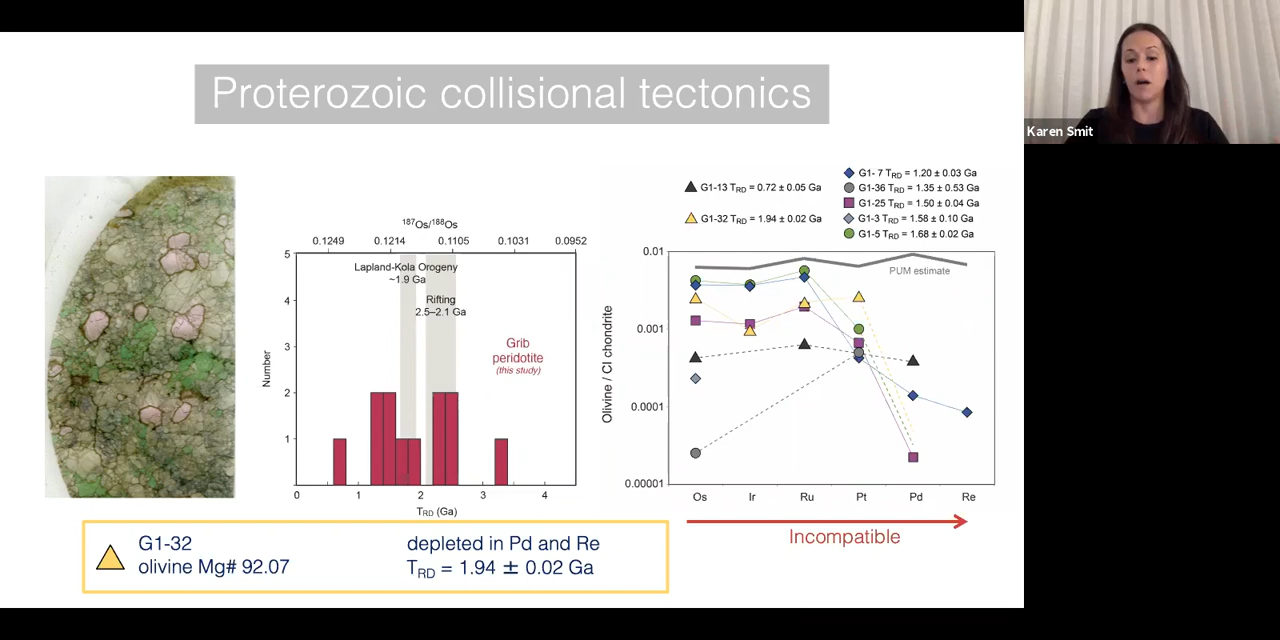 Proterozoic collisional tectonics
Karen Smit
187Os/188Os
0.1249 0.1214 0.1105 0.1031 0.0952
5
4
3
2
1
Number
Lapland-Kola Orogeny
~1.9 Ga
Rifting
2.5–2.1 Ga
Grib
peridotite
(this study)
0 1 2 3 4
TRD (Ga)
G1-13 TRD = 0.72 ± 0.05 Ga
G1-32 TRD = 1.94 ± 0.02 Ga
G1- 7 TRD = 1.20 ± 0.03 Ga
G1-36 TRD = 1.35 ± 0.53 Ga
G1-25 TRD = 1.50 ± 0.04 Ga
G1-3 TRD = 1.58 ± 0.10 Ga
G1-5 TRD = 1.68 ± 0.02 Ga
0.01
0.001
0.0001
0.00001
Olivine / CI chondrite
PUM estimate
Os Ir Ru Pt Pd Re
Incompatible
G1-32
olivine Mg# 92.07
depleted in Pd and Re
TRD = 1.94 ± 0.02 Ga